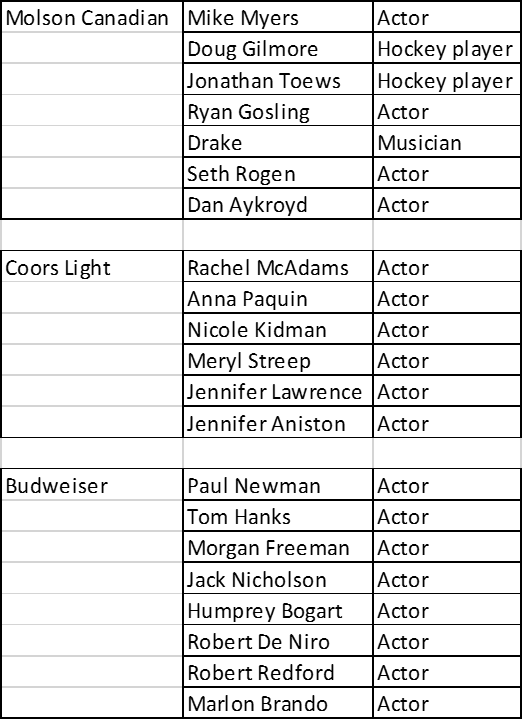 Molson Canadian Mike Myers Actor
Doug Gilmore Hockey player
Jonathan Toews Hockey player
Ryan Gosling Actor
Drake Musician
Seth Rogen Actor
Dan Aykroyd Actor
Coors Light Rachel McAdams Actor
Anna Paquin Actor
Nicole Kidman Actor
Meryl Streep Actor
Jennifer Lawrence Actor
Jennifer Aniston Actor
Budweiser Paul Newman Actor
Tom Hanks Actor
Morgan Freeman Actor
Jack Nicholson Actor
Humprey Bogart Actor
Robert De Niro Actor
Robert Redford Actor
Marlon Brando Actor